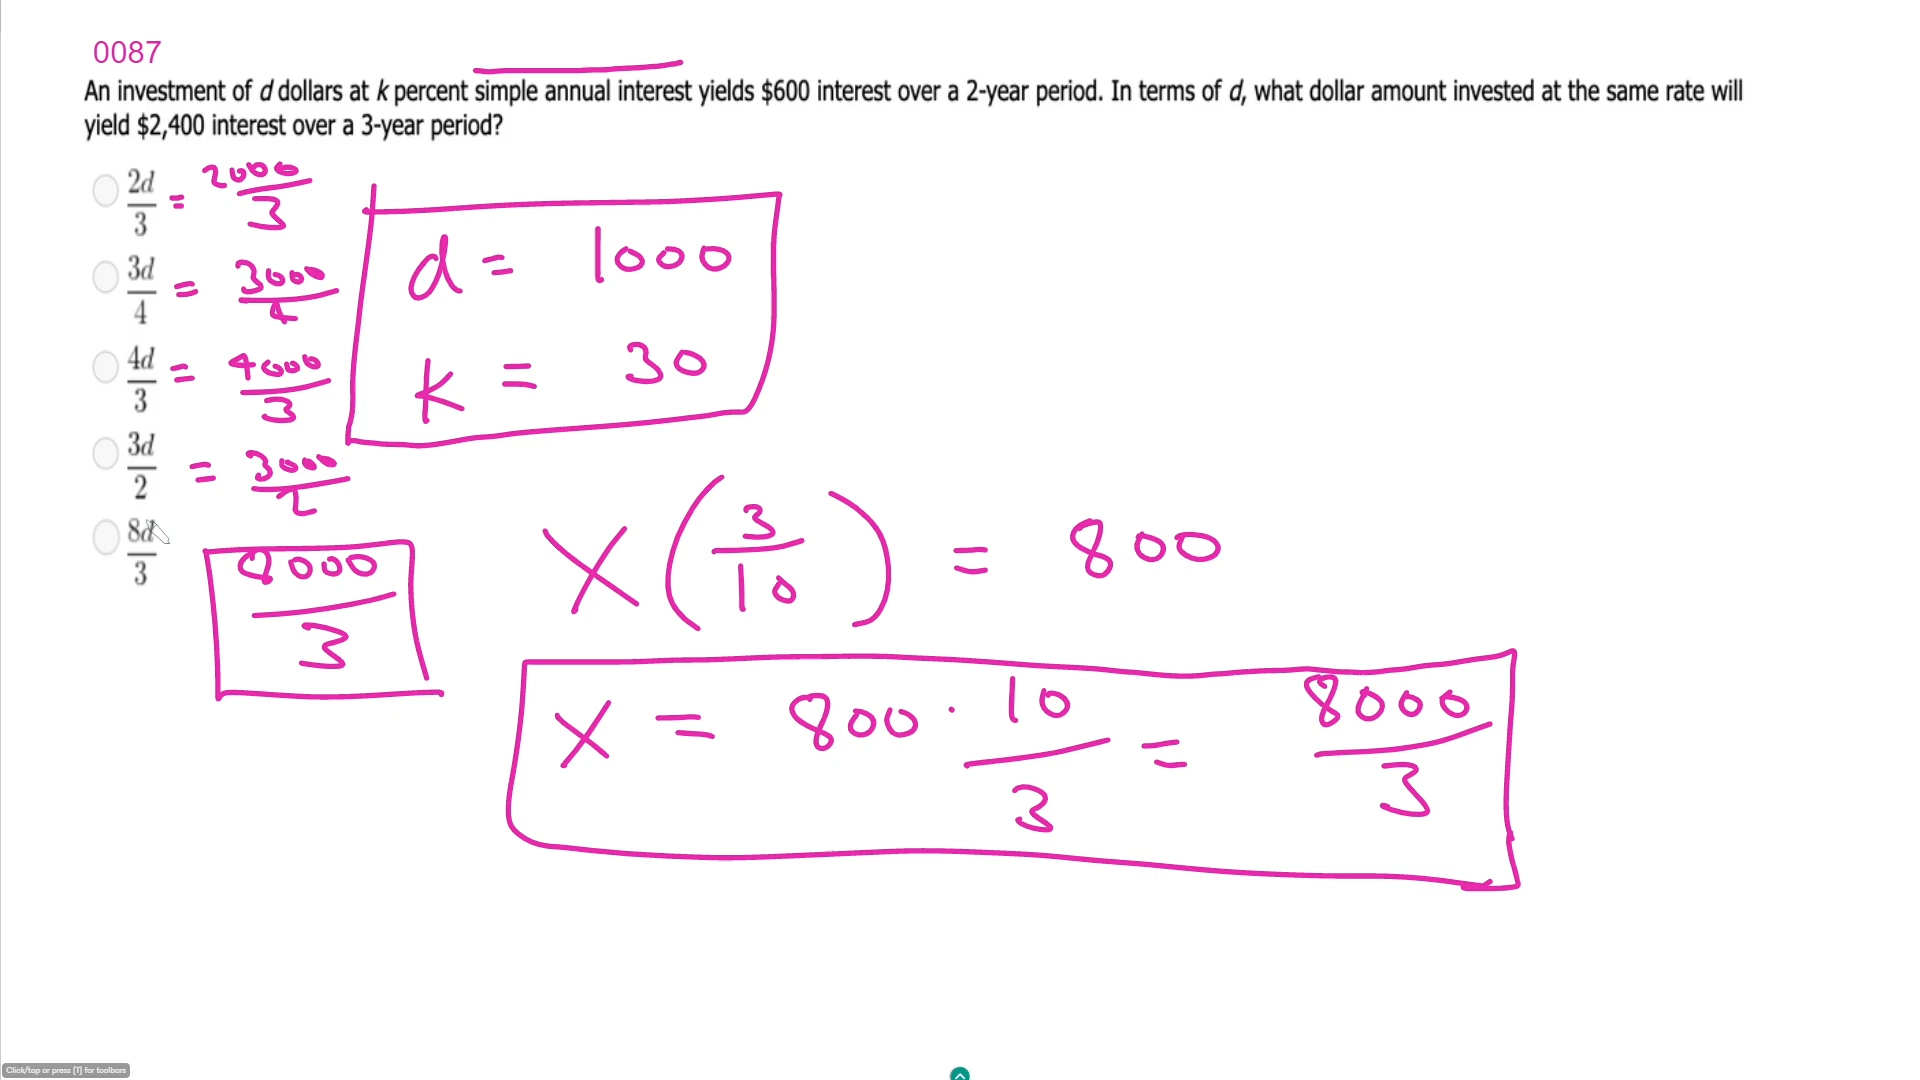 0087
An investment of d dollars at k percent simple annual interest yields $600 interest over a 2-year period. In terms of d, what dollar amount invested at the same rate will
yield $2,400 interest over a 3-year period?
2d/3 = 2000/3
3d/4 = 3000/4
4d/3 = 4000/3
3d/2 = 3000/2
8d/3
8000/3
d = 1000
k = 30
X (3/10) = 800
X = 800 · 10/3 = 8000/3
Click/tap or press [T] for toolbars